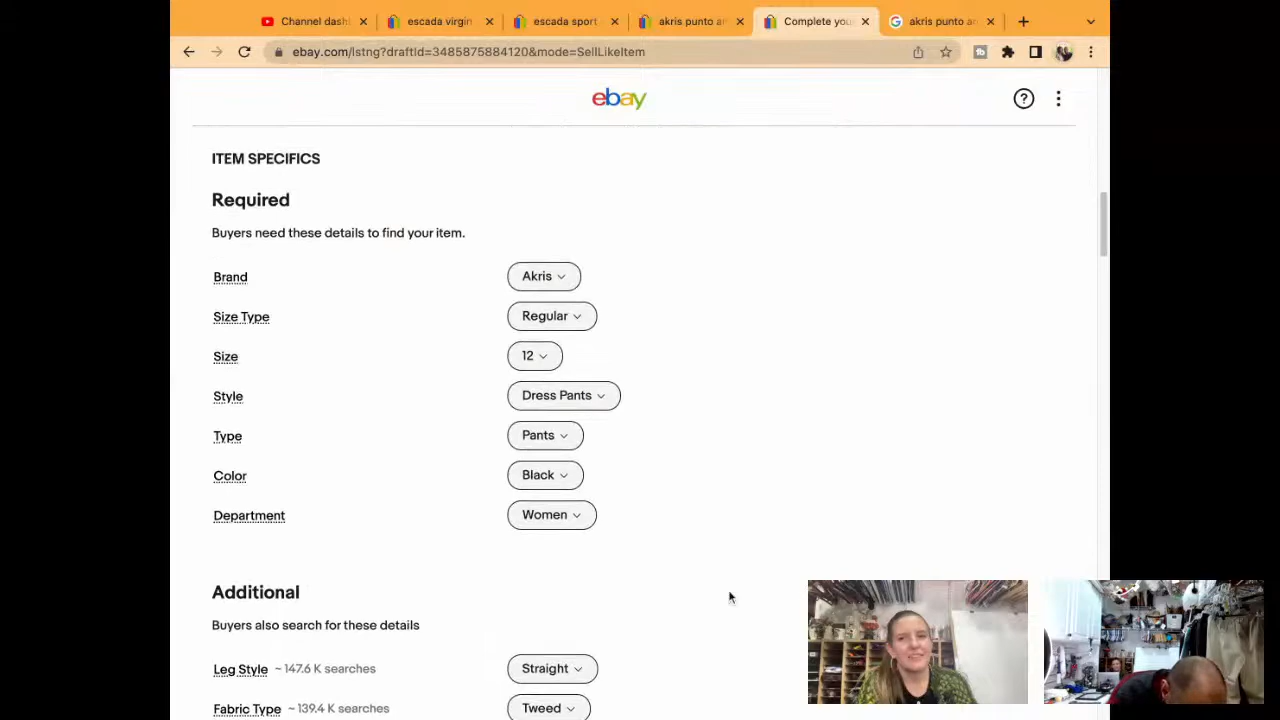 Channel dashl
escada virgin
escada sport
akris punto ar
Complete you
akris punto ar
ebay.com/lstng?draftId=3485875884120&mode=SellLikeItem
ebay
ITEM SPECIFICS
Required
Buyers need these details to find your item.
Brand Akris
Size Type Regular
Size 12
Style Dress Pants
Type Pants
Color Black
Department Women
Additional
Buyers also search for these details
Leg Style ~ 147.6 K searches Straight
Fabric Type ~ 139.4 K searches Tweed